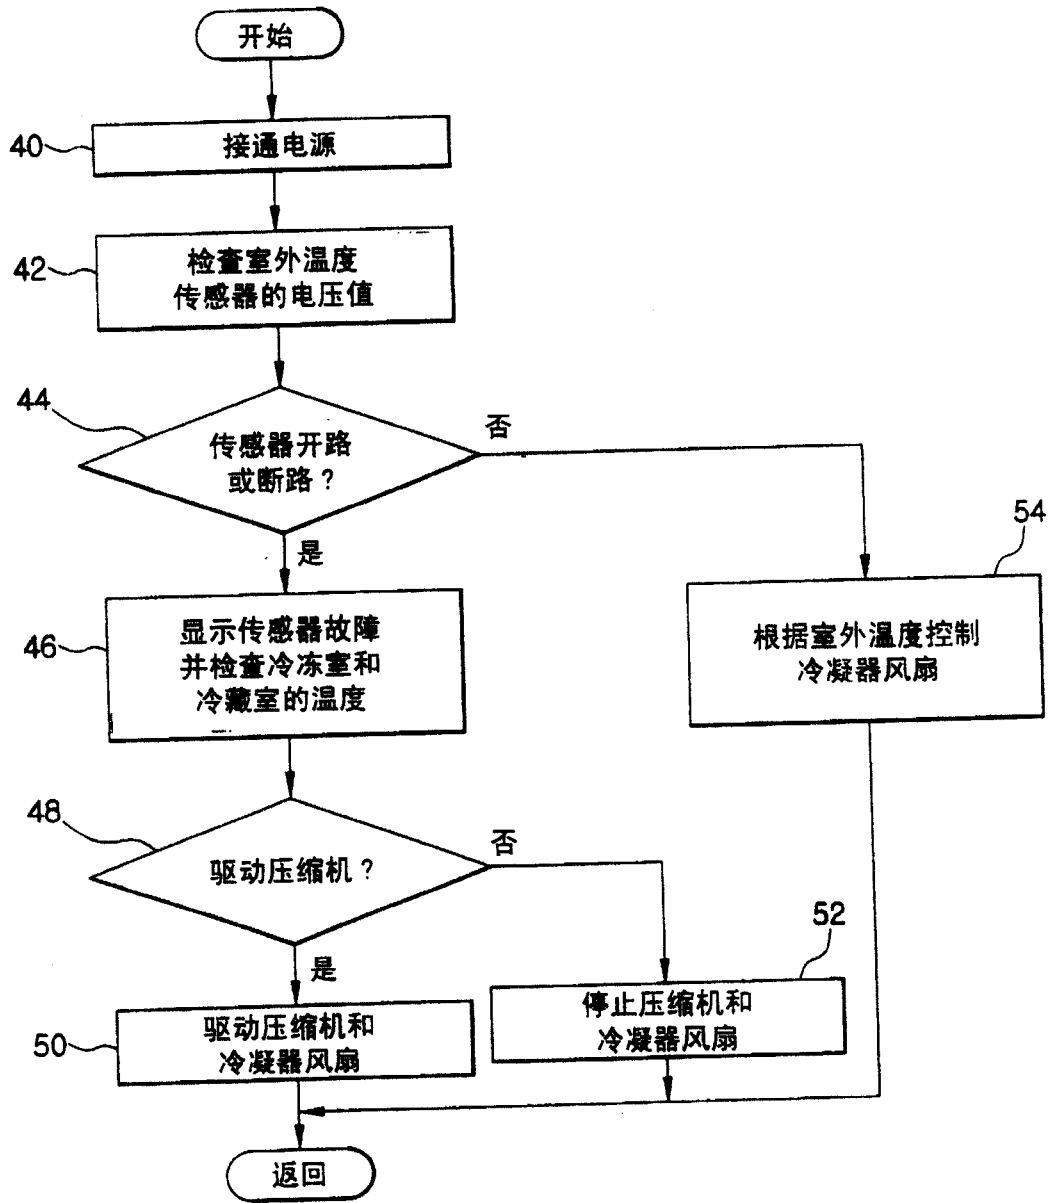 开始
40
接通电源
42
检查室外温度
传感器的电压值
44
传感器开路
或断路？
否
是
54
根据室外温度控制
冷凝器风扇
46
显示传感器故障
并检查冷冻室和
冷藏室的温度
48
驱动压缩机？
否
是
52
停止压缩机和
冷凝器风扇
50
驱动压缩机和
冷凝器风扇
返回